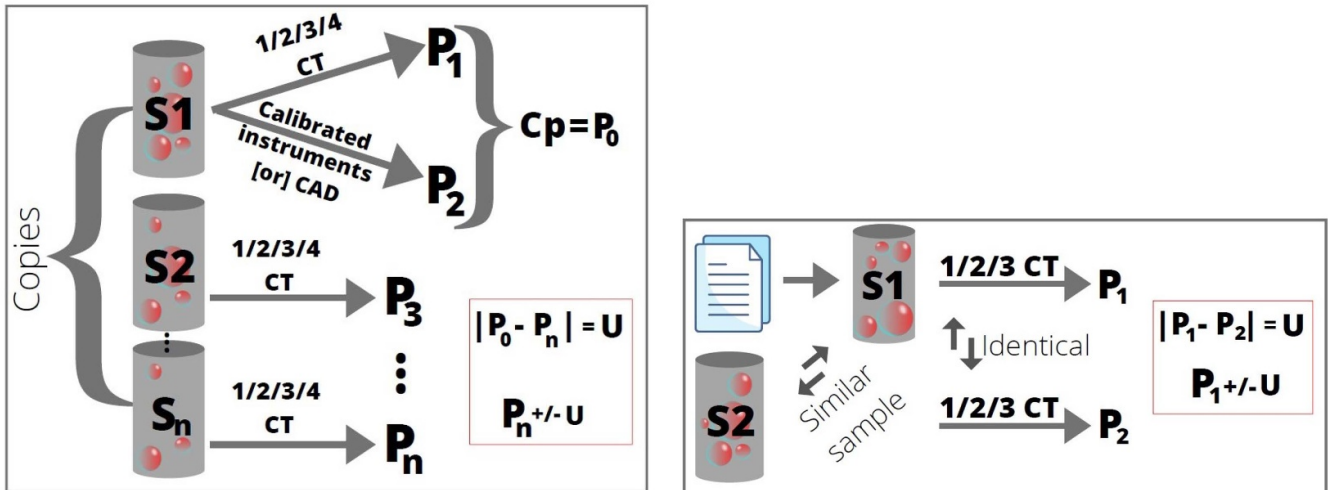 Copies
S1
1/2/3/4
CT
P₁
Calibrated
instruments
[or] CAD
P₂
Cp = P₀
S2
1/2/3/4
CT
P₃
Sₙ
1/2/3/4
CT
Pₙ
|P₀ - Pₙ| = U
Pₙ +/- U
S1
1/2/3 CT
P₁
Identical
Similar
sample
S2
1/2/3 CT
P₂
|P₁ - P₂| = U
P₁ +/- U